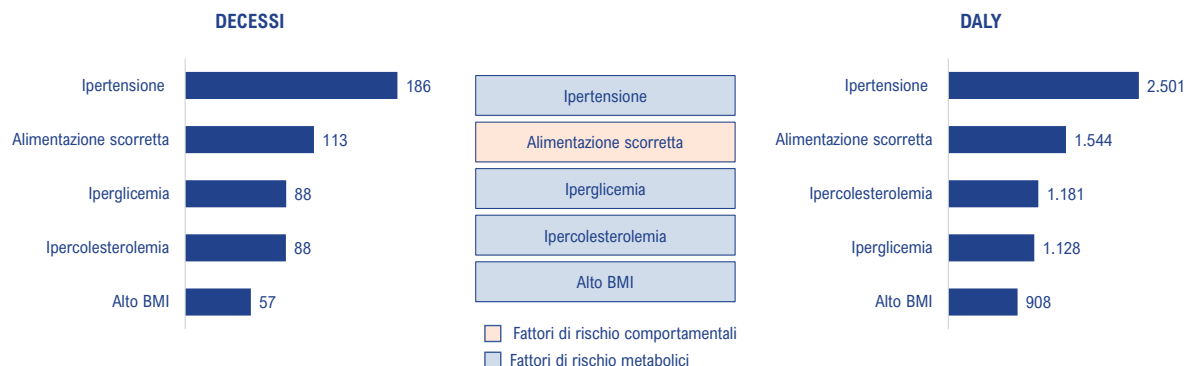 DECESSI
Ipertensione 186
Alimentazione scorretta 113
Iperglicemia 88
Ipercolesterolemia 88
Alto BMI 57
Ipertensione
Alimentazione scorretta
Iperglicemia
Ipercolesterolemia
Alto BMI
Fattori di rischio comportamentali
Fattori di rischio metabolici
DALY
Ipertensione 2.501
Alimentazione scorretta 1.544
Ipercolesterolemia 1.181
Iperglicemia 1.128
Alto BMI 908